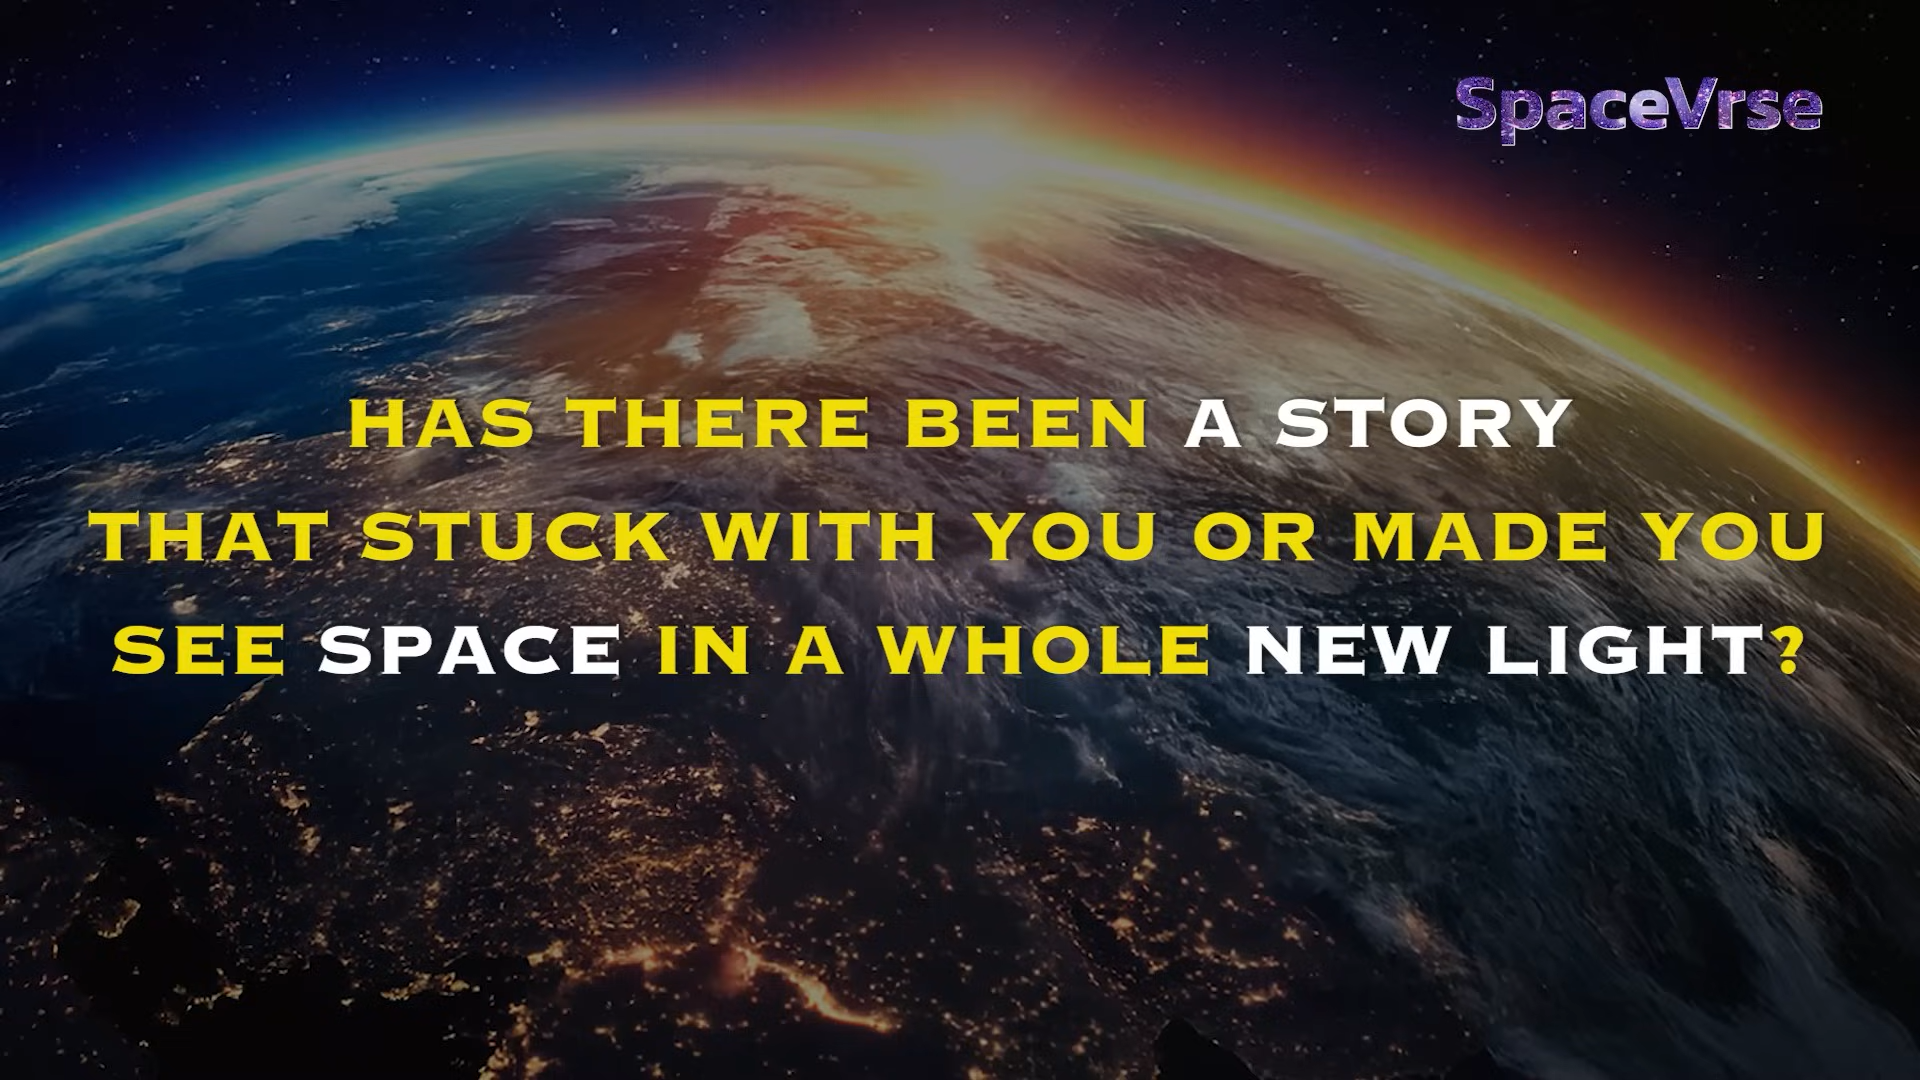 SpaceVrse
HAS THERE BEEN A STORY
THAT STUCK WITH YOU OR MADE YOU
SEE SPACE IN A WHOLE NEW LIGHT?